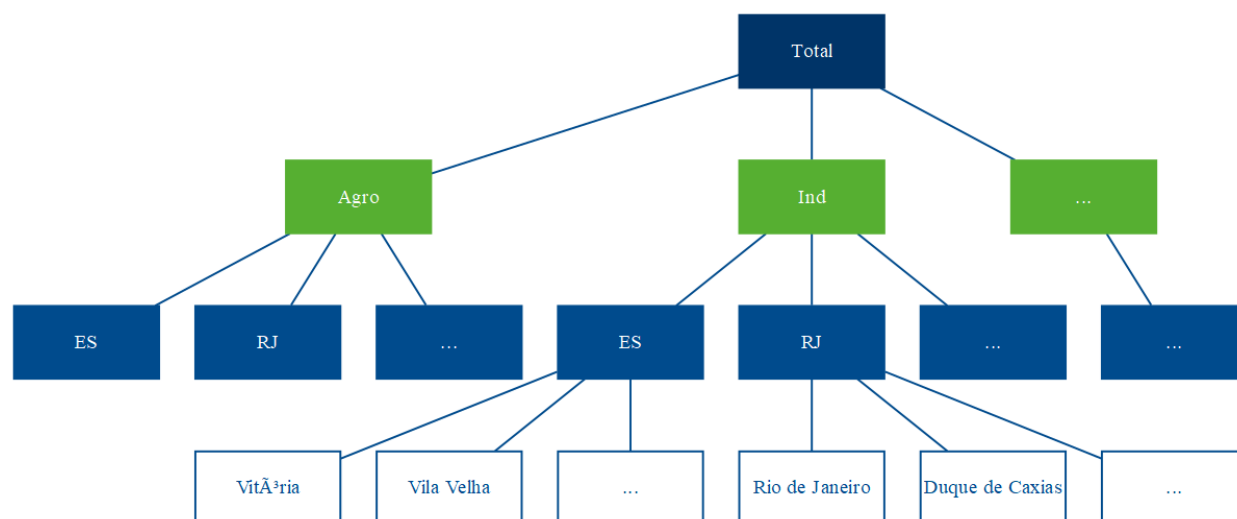 Total
Agro
Ind
...
ES
RJ
...
ES
RJ
...
...
VitÃ³ria
Vila Velha
...
Rio de Janeiro
Duque de Caxias
...